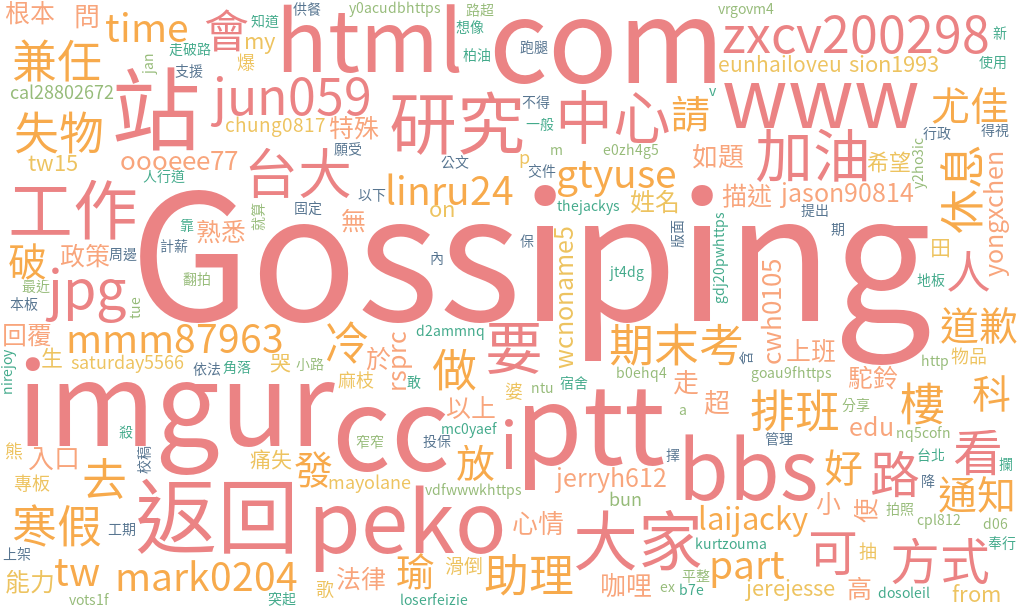 根本 問 time 兼任 cal28802672 失物 tw15
走破路 jan 支援 站 oooeee77 人行道
會 知道 my 爆 供餐 html y0acudbhttps com 路超 想像 柏油 跑腿
vrgovm4 zxcv200298 新 使用
eunhailoveu sion1993
jun059 chung0817 特殊 研究 不得 一般 中心 請 v www 尤佳 行政 得視
台大 願受 公文 p m 交件 e0zh4g5 如題 加油 希望 y2ho3ic 休息
工作 linru24 on 以下 固定 無 gtyuse thejackys 姓名 描述 jason90814 提出 yongxchen
破 政策 周邊 靠 熟悉 就算 計薪 翻拍
Gossiping
內 保 wcnoname5 jt4dg 版面 gdj20pwhttps 期 田 地板 人
最近 本板 jpg tue
回覆 mmm87963 冷 d2ammnq 要 期末考 cwh0105 上班 道歉
nirejoy 生 saturday5566 依法 角落 哭 小路 麻枝 於 rsprc 敢 做 婆 ntu 宿舍 b0ehq4 走 goau9fhttps 駝鈴 http 物品
imgur cc 以上 mc0yaef i ptt 超 a 排班 分享 樓 科
熊 入口 殺 校稿 窄窄 投保 擇 管理 edu nq5cofn 台北 看 攔
專板 去 痛失 發 mayolane 放 vdfwwwkhttps jerryh612 bun bbs 好 路 降 通知
寒假 工期 返回 peko 心情 大家 laijacky kurtzouma 小 使 拍照 cpl812 d06 奉行
上架 能力 tw mark0204 歌 法律 瑜 滑倒 助理 咖哩 ex 平整 b7e part 可 抽 方式
vots1f 突起 loserfeizie jerejesse 高 dosoleil from